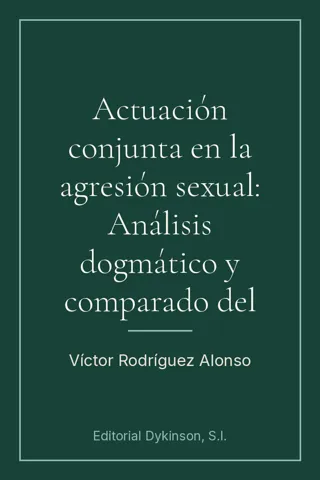 Actuación
conjunta en la
agresión sexual:
Análisis
dogmático y
comparado del
Víctor Rodríguez Alonso
Editorial Dykinson, S.l.